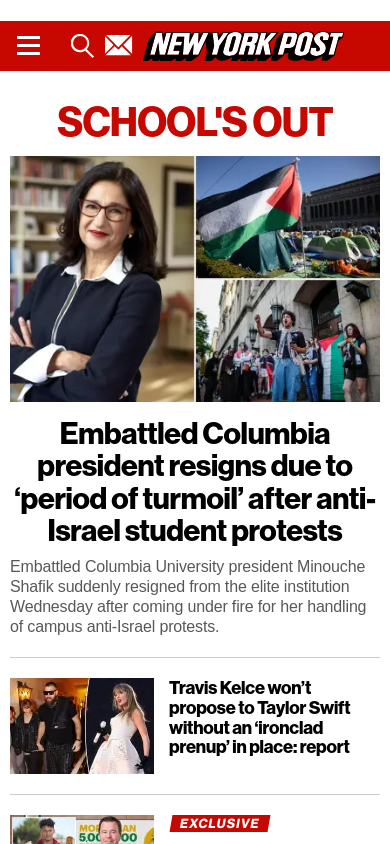 NEW YORK POST
SCHOOL'S OUT
Embattled Columbia
president resigns due to
‘period of turmoil’ after anti-
Israel student protests
Embattled Columbia University president Minouche
Shafik suddenly resigned from the elite institution
Wednesday after coming under fire for her handling
of campus anti-Israel protests.
Travis Kelce won’t
propose to Taylor Swift
without an ‘ironclad
prenup’ in place: report
EXCLUSIVE